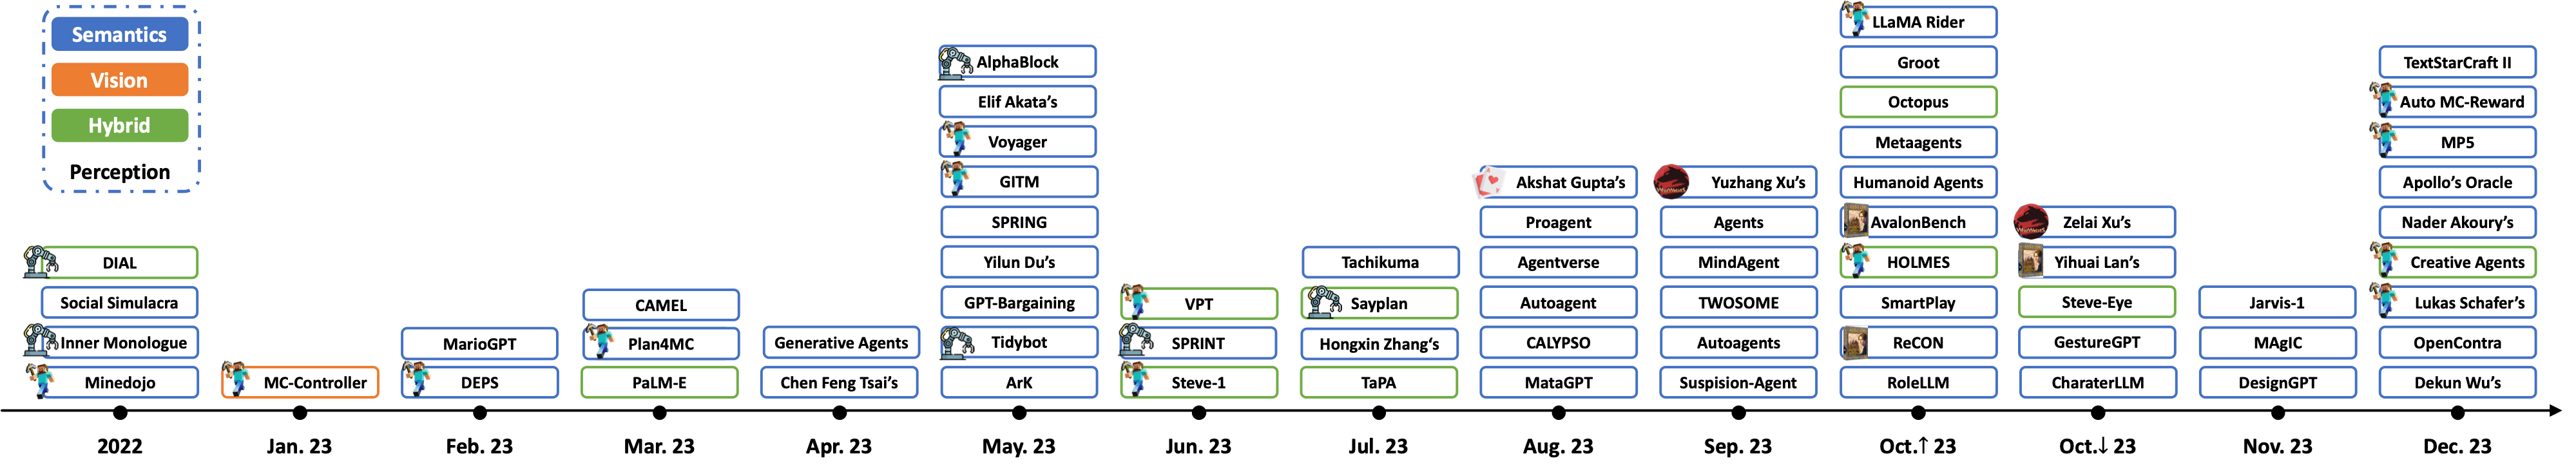 Semantics
Vision
Hybrid
Perception
DIAL
Social Simulacra
Inner Monologue
Minedojo
2022
MC-Controller
Jan. 23
MarioGPT
DEPS
Feb. 23
CAMEL
Plan4MC
PaLM-E
Mar. 23
Generative Agents
Chen Feng Tsai's
Apr. 23
AlphaBlock
Elif Akata's
Voyager
GITM
SPRING
Yilun Du's
GPT-Bargaining
Tidybot
ArK
May. 23
VPT
SPRINT
Steve-1
Jun. 23
Tachikuma
Sayplan
Hongxin Zhang's
TaPA
Jul. 23
Akshat Gupta's
Proagent
Agentverse
Autoagent
CALYPSO
MataGPT
Aug. 23
Yuzhang Xu's
Agents
MindAgent
TWOSOME
Autoagents
Suspision-Agent
Sep. 23
LLaMA Rider
Groot
Octopus
Metaagents
Humanoid Agents
AvalonBench
HOLMES
SmartPlay
ReCON
RoleLLM
Oct.↑ 23
Zelai Xu's
Yihuai Lan's
Steve-Eye
GestureGPT
CharaterLLM
Oct.↓ 23
Jarvis-1
MAgIC
DesignGPT
Nov. 23
TextStarCraft II
Auto MC-Reward
MP5
Apollo's Oracle
Nader Akoury's
Creative Agents
Lukas Schafer's
OpenContra
Dekun Wu's
Dec. 23